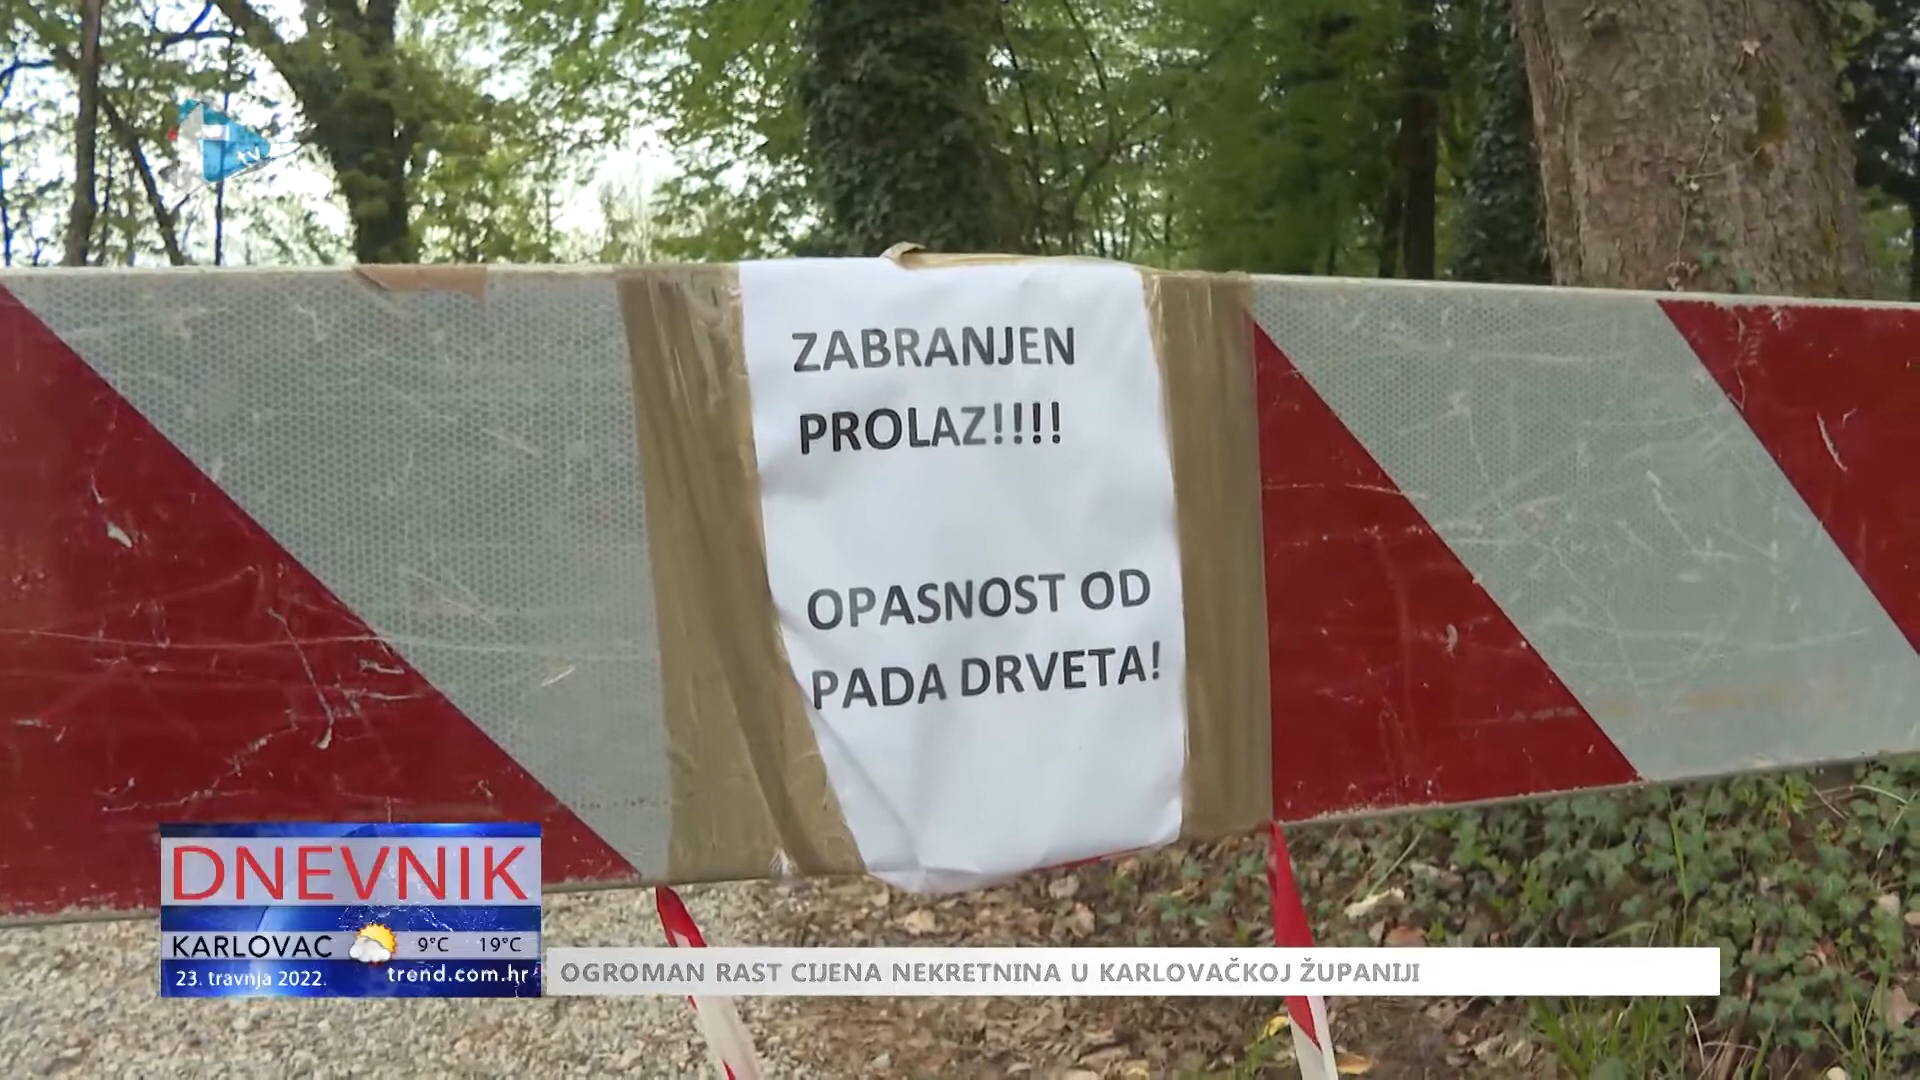 tv
ZABRANJEN
PROLAZ!!!!
OPASNOST OD
PADA DRVETA!
DNEVNIK
KARLOVAC 9°C 19°C
23. travnja 2022. trend.com.hr
OGROMAN RAST CIJENA NEKRETNINA U KARLOVAČKOJ ŽUPANIJI